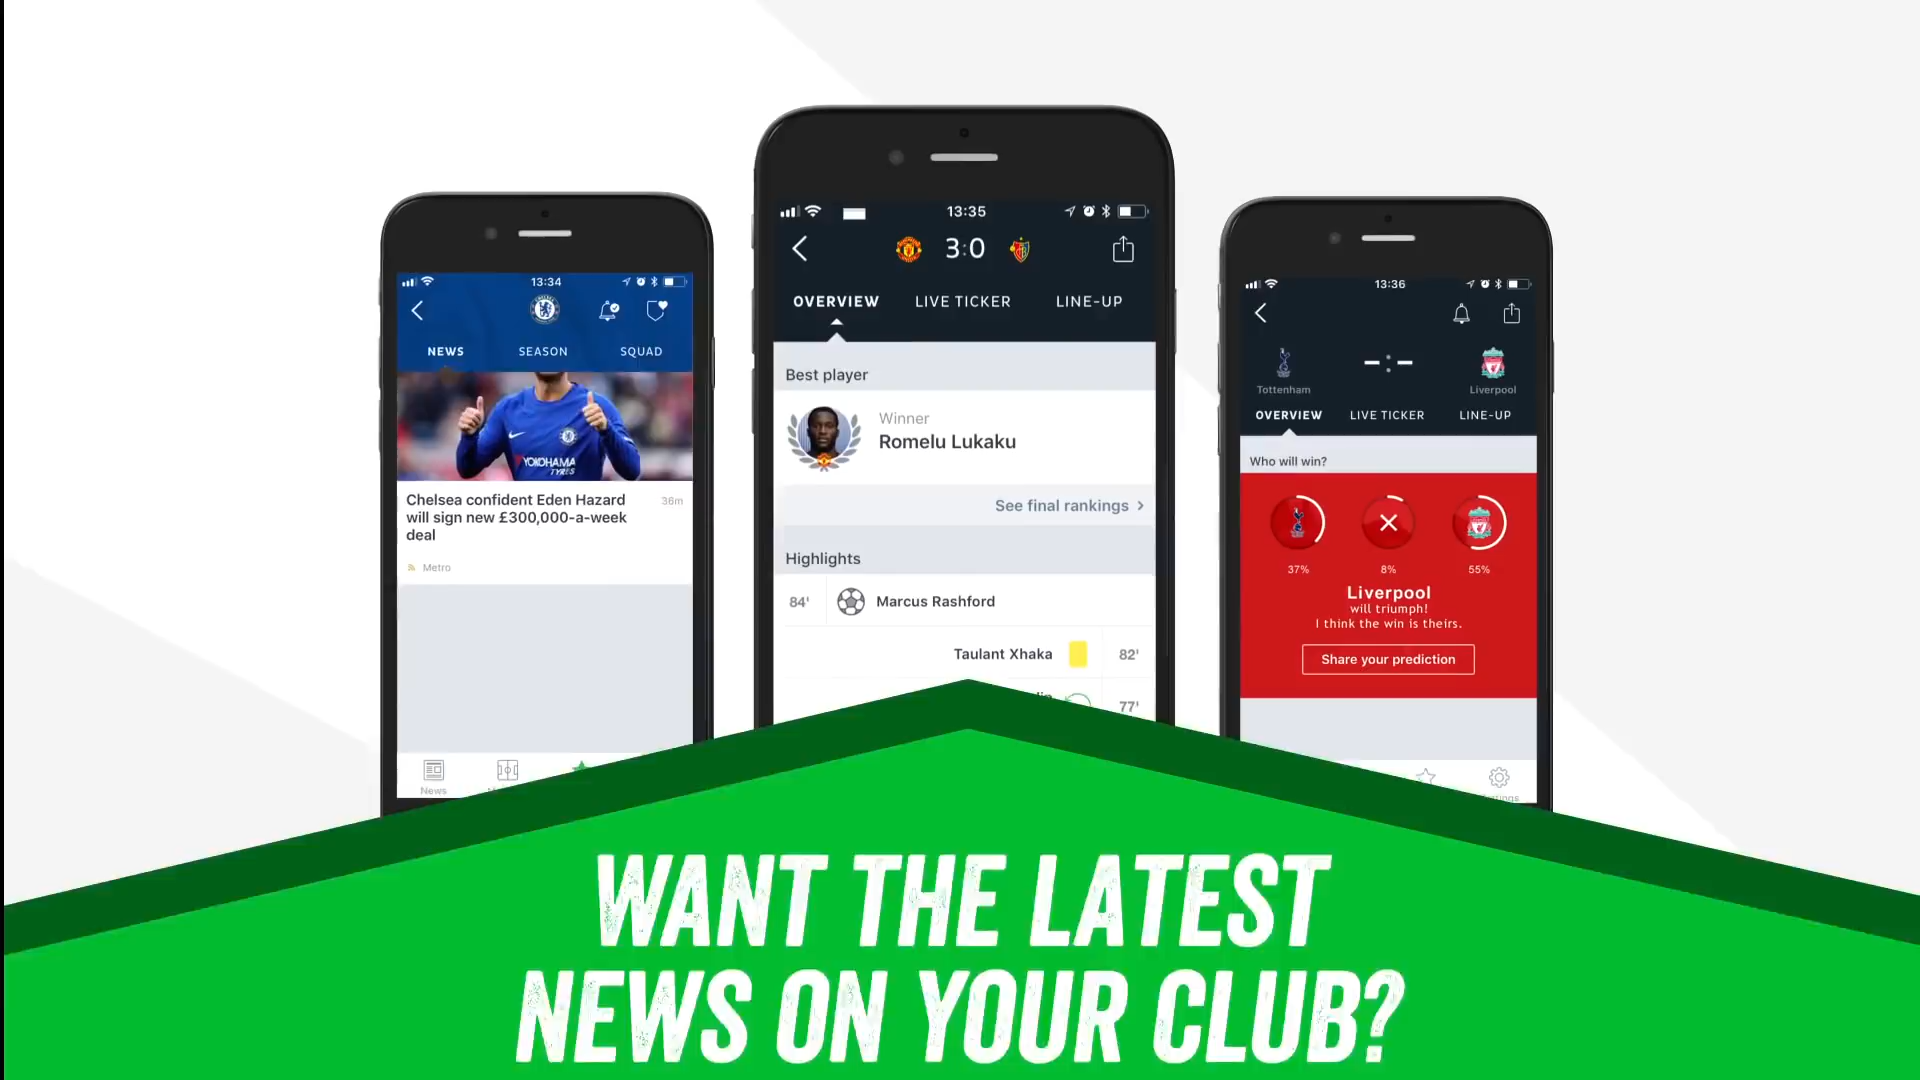 13:34
NEWS
SEASON
SQUAD
YOKOHAMA
TYRES
Chelsea confident Eden Hazard
36m
will sign new £300,000-a-week
deal
Metro
News
13:35
3:0
OVERVIEW
LIVE TICKER
LINE-UP
Best player
Winner
Romelu Lukaku
See final rankings >
Highlights
84' Marcus Rashford
Taulant Xhaka 82'
77'
13:36
-:-
Tottenham
Liverpool
OVERVIEW
LIVE TICKER
LINE-UP
Who will win?
37%
8%
55%
Liverpool
will triumph!
I think the win is theirs.
Share your prediction
WANT THE LATEST
NEWS ON YOUR CLUB?